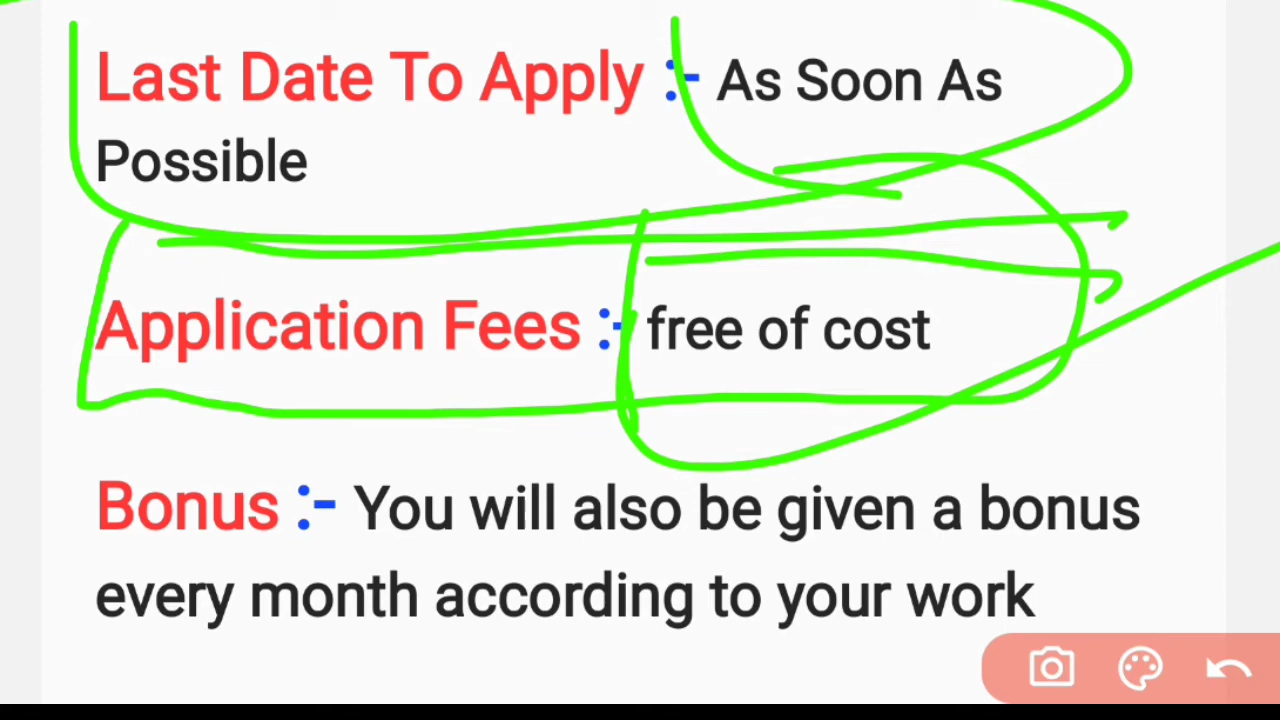 Last Date To Apply :- As Soon As
Possible
Application Fees :- free of cost
Bonus :- You will also be given a bonus
every month according to your work